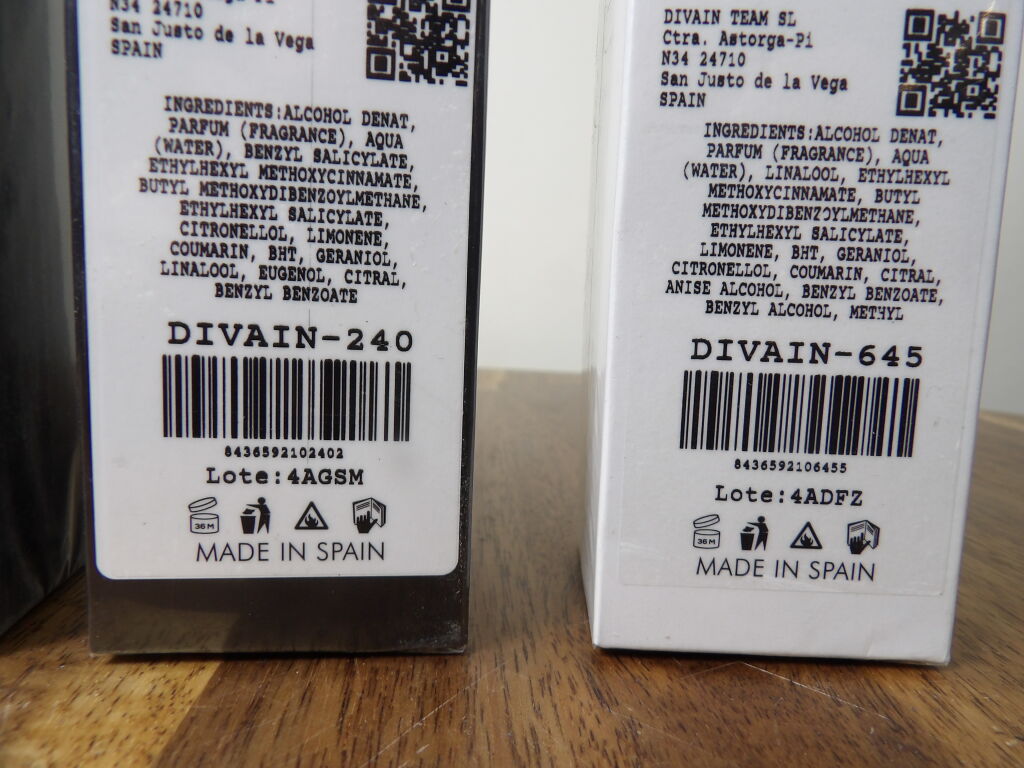 N34 24710
San Justo de la Vega
SPAIN
INGREDIENTS:ALCOHOL DENAT,
PARFUM (FRAGRANCE), AQUA
(WATER), BENZYL SALICYLATE,
ETHYLHEXYL METHOXYCINNAMATE,
BUTYL METHOXYDIBENZOYLMETHANE,
ETHYLHEXYL SALICYLATE,
CITRONELLOL, LIMONENE,
COUMARIN, BHT, GERANIOL,
LINALOOL, EUGENOL, CITRAL,
BENZYL BENZOATE
DIVAIN-240
8436592102402
Lote:4AGSM
36 M
MADE IN SPAIN
DIVAIN TEAM SL
Ctra. Astorga-Pi
N34 24710
San Justo de la Vega
SPAIN
INGREDIENTS:ALCOHOL DENAT,
PARFUM (FRAGRANCE), AQUA
(WATER), LINALOOL, ETHYLHEXYL
METHOXYCINNAMATE, BUTYL
METHOXYDIBENZOYLMETHANE,
ETHYLHEXYL SALICYLATE,
LIMONENE, BHT, GERANIOL,
CITRONELLOL, COUMARIN, CITRAL,
ANISE ALCOHOL, BENZYL BENZOATE,
BENZYL ALCOHOL, METHYL
DIVAIN-645
8436592106455
Lote:4ADFZ
36 M
MADE IN SPAIN